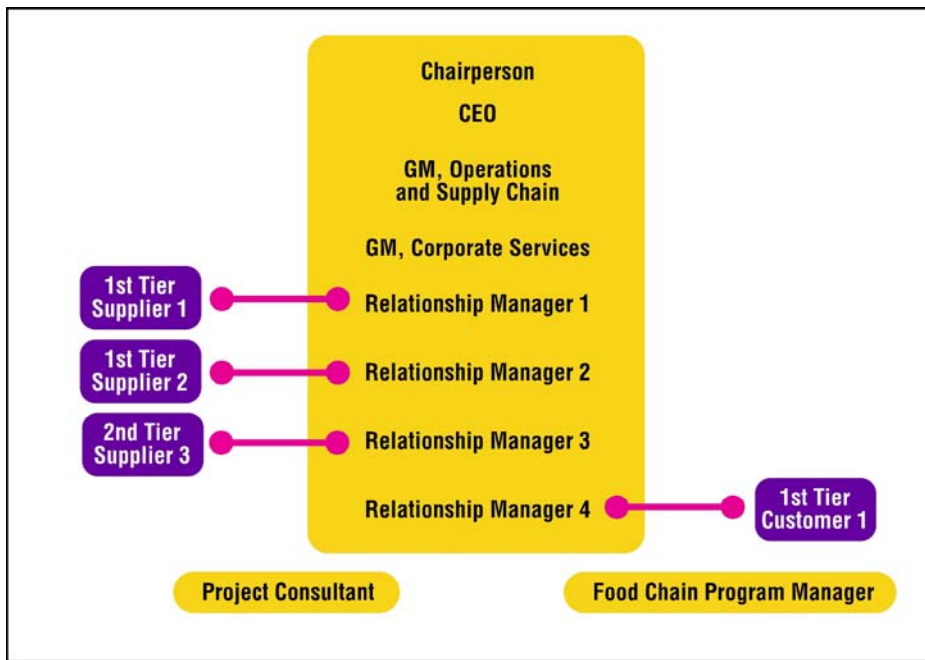 Chairperson
CEO
GM, Operations
and Supply Chain
GM, Corporate Services
1st Tier
Supplier 1
Relationship Manager 1
1st Tier
Supplier 2
Relationship Manager 2
2nd Tier
Supplier 3
Relationship Manager 3
Relationship Manager 4
1st Tier
Customer 1
Project Consultant
Food Chain Program Manager